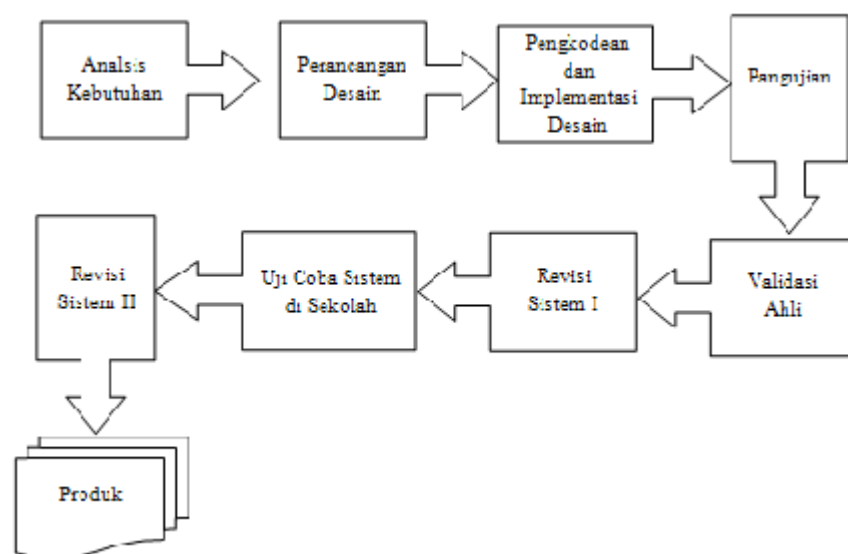 Analsis
Kebutuhan
Perancangan
Desain
Pengkodean
dan
Implementasi
Desain
Pengujian
Validasi
Ahli
Revisi
Sistem I
Uji Coba Sistem
di Sekolah
Revisi
Sistem II
Produk